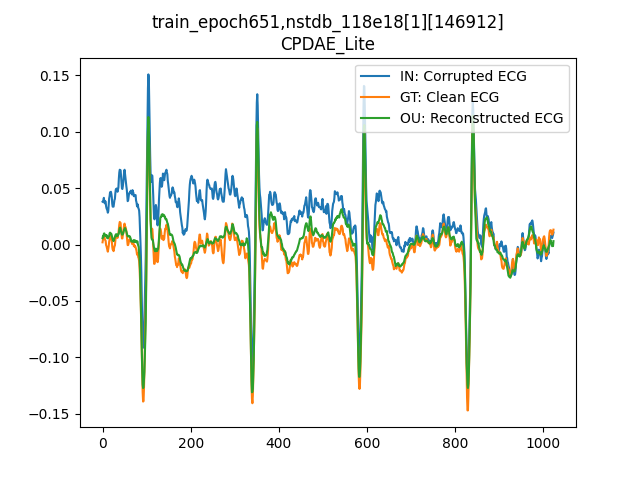 train_epoch651,nstdb_118e18[1][146912]
CPDAE_Lite
IN: Corrupted ECG
GT: Clean ECG
OU: Reconstructed ECG
0.15
0.10
0.05
0.00
−0.05
−0.10
−0.15
0 200 400 600 800 1000